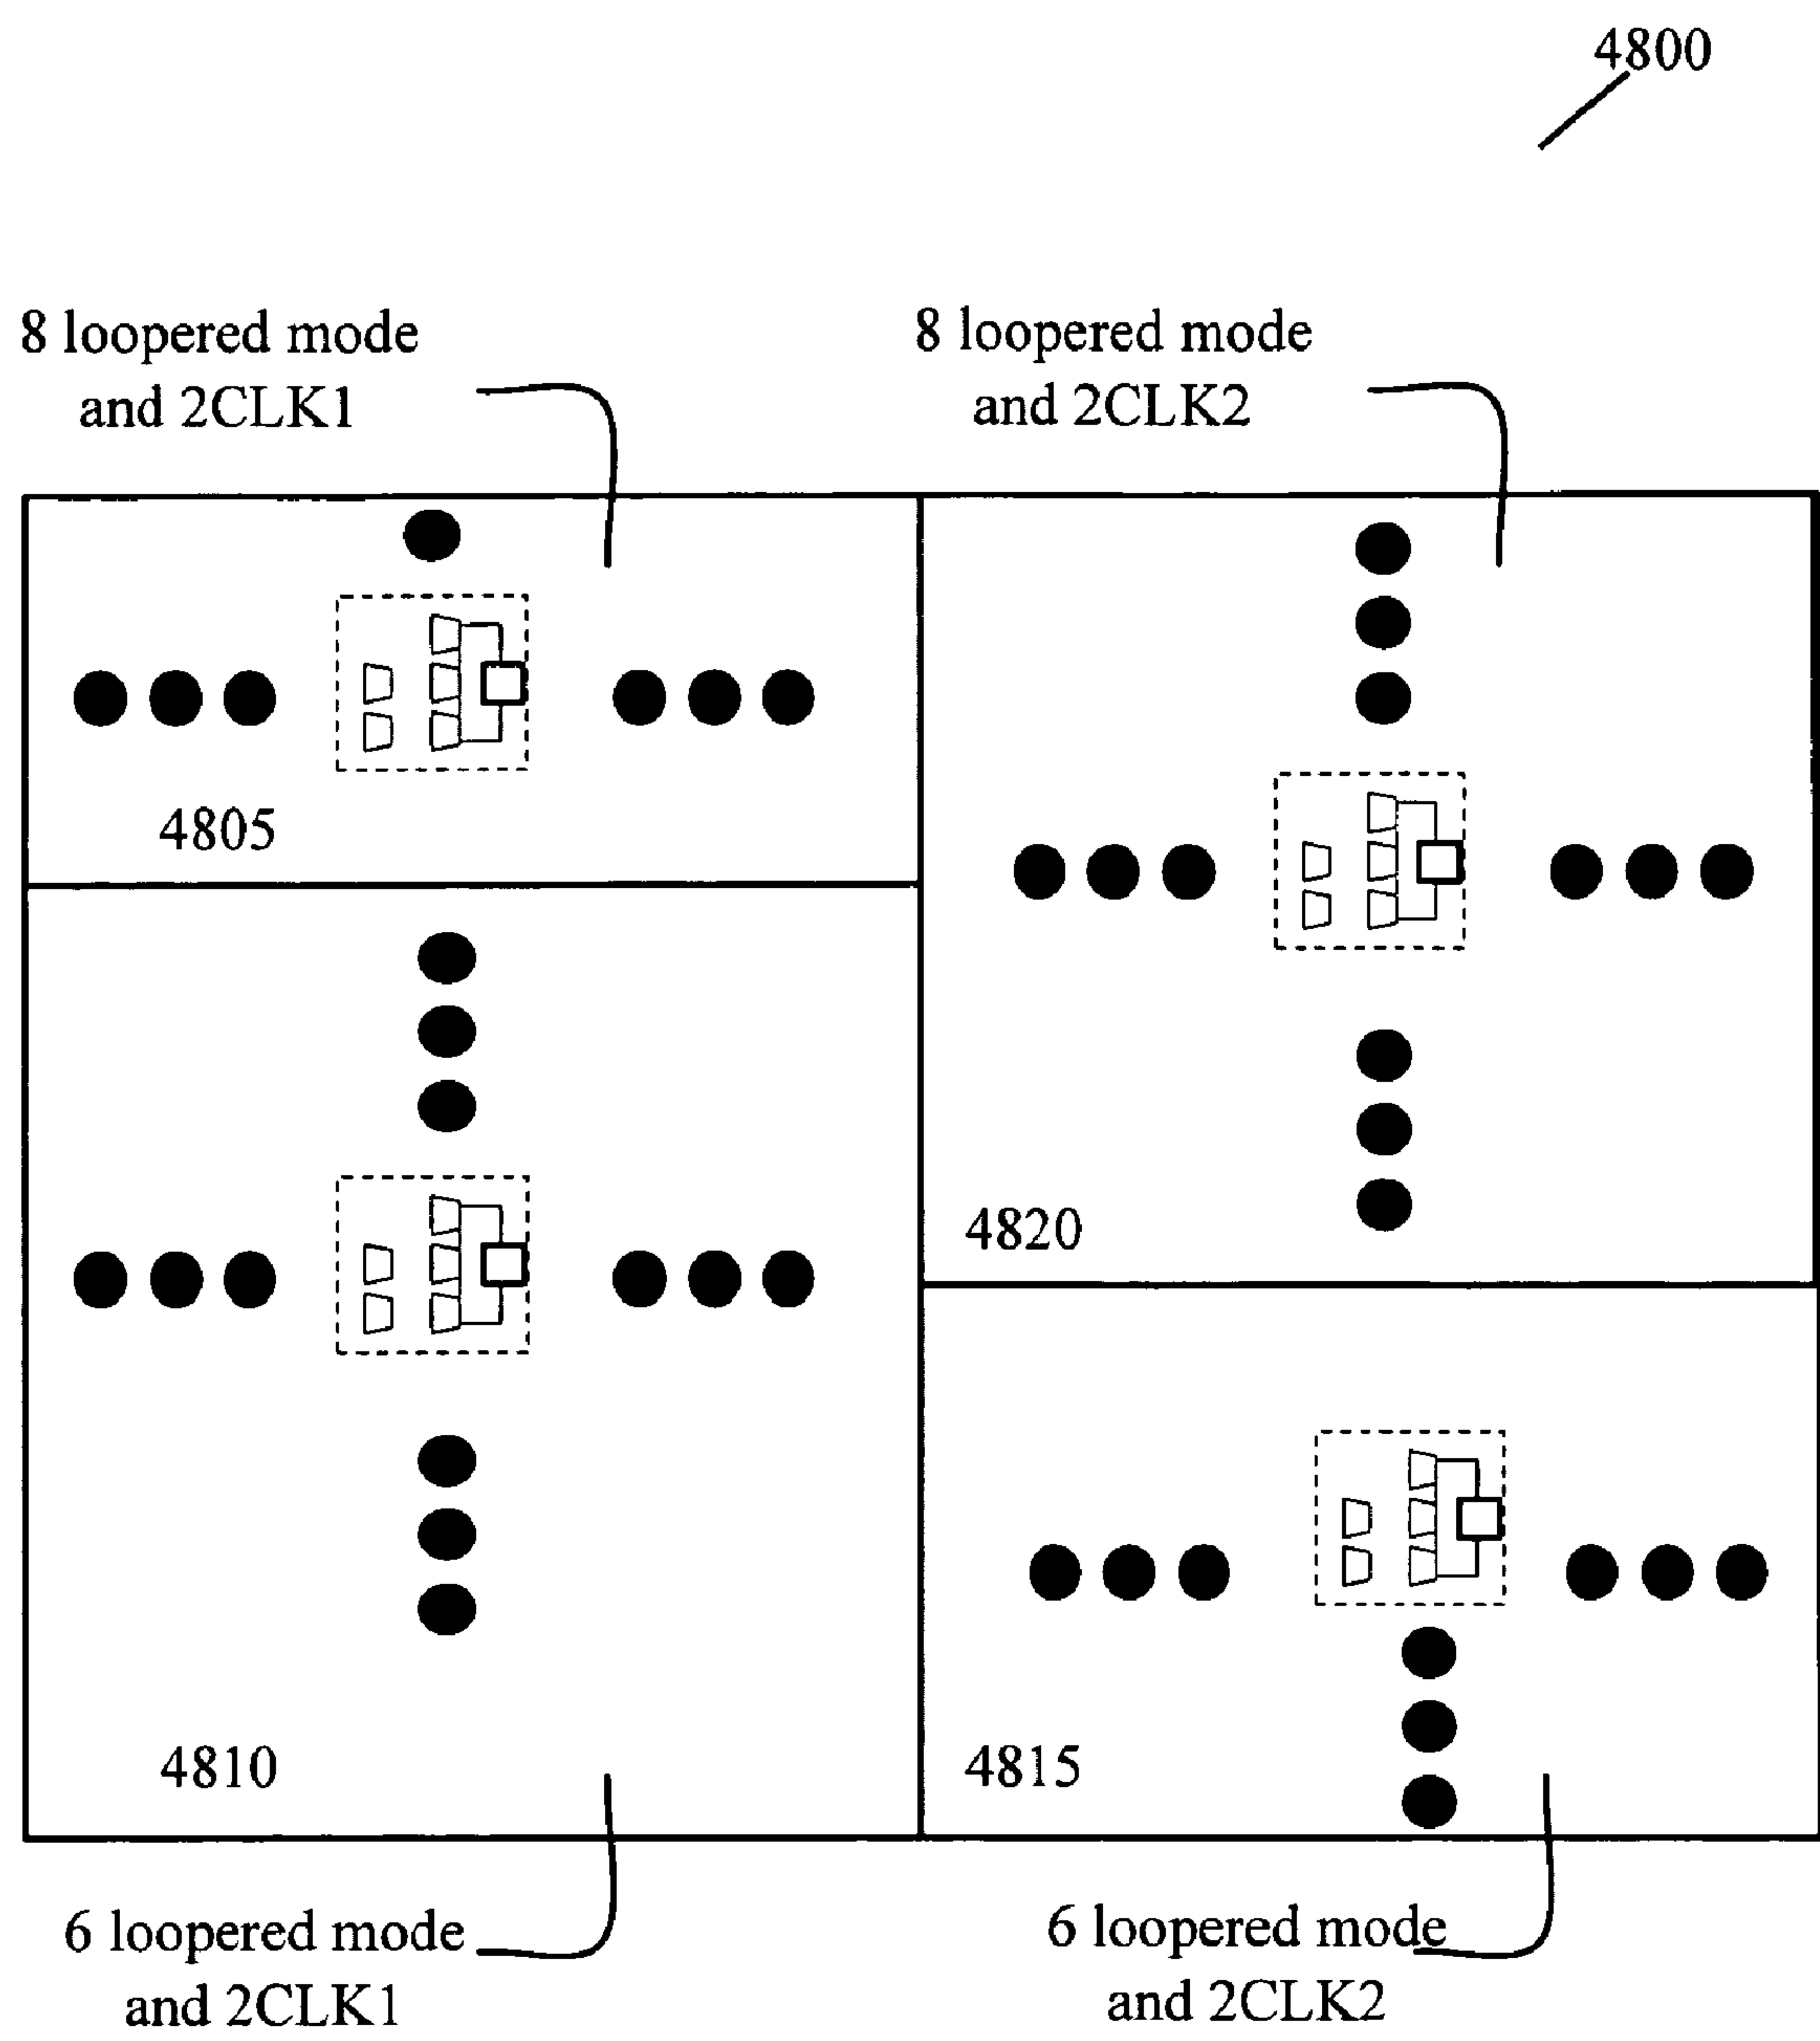 4800
8 loopered mode
and 2CLK1
8 loopered mode
and 2CLK2
4805
4820
4810
4815
6 loopered mode
and 2CLK1
6 loopered mode
and 2CLK2